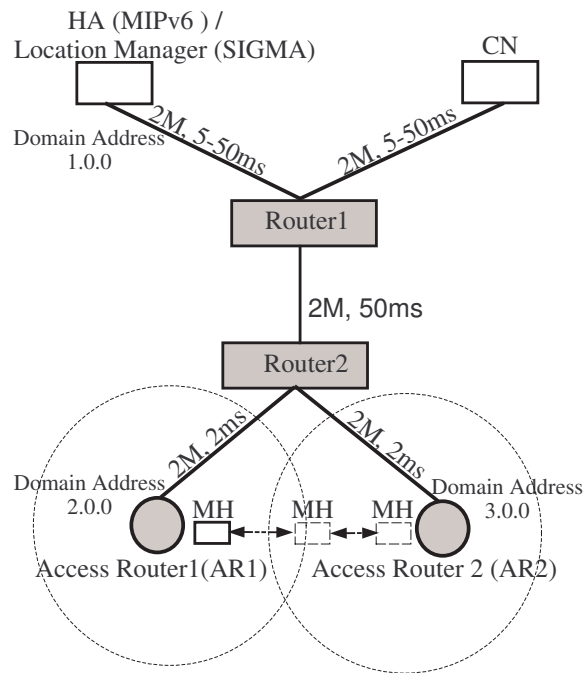 HA (MIPv6 ) /
Location Manager (SIGMA)
CN
2M, 5-50ms
2M, 5-50ms
Domain Address
1.0.0
Router1
2M, 50ms
Router2
2M, 2ms
2M, 2ms
Domain Address
2.0.0
Domain Address
3.0.0
MH
MH
MH
Access Router1(AR1)
Access Router 2 (AR2)